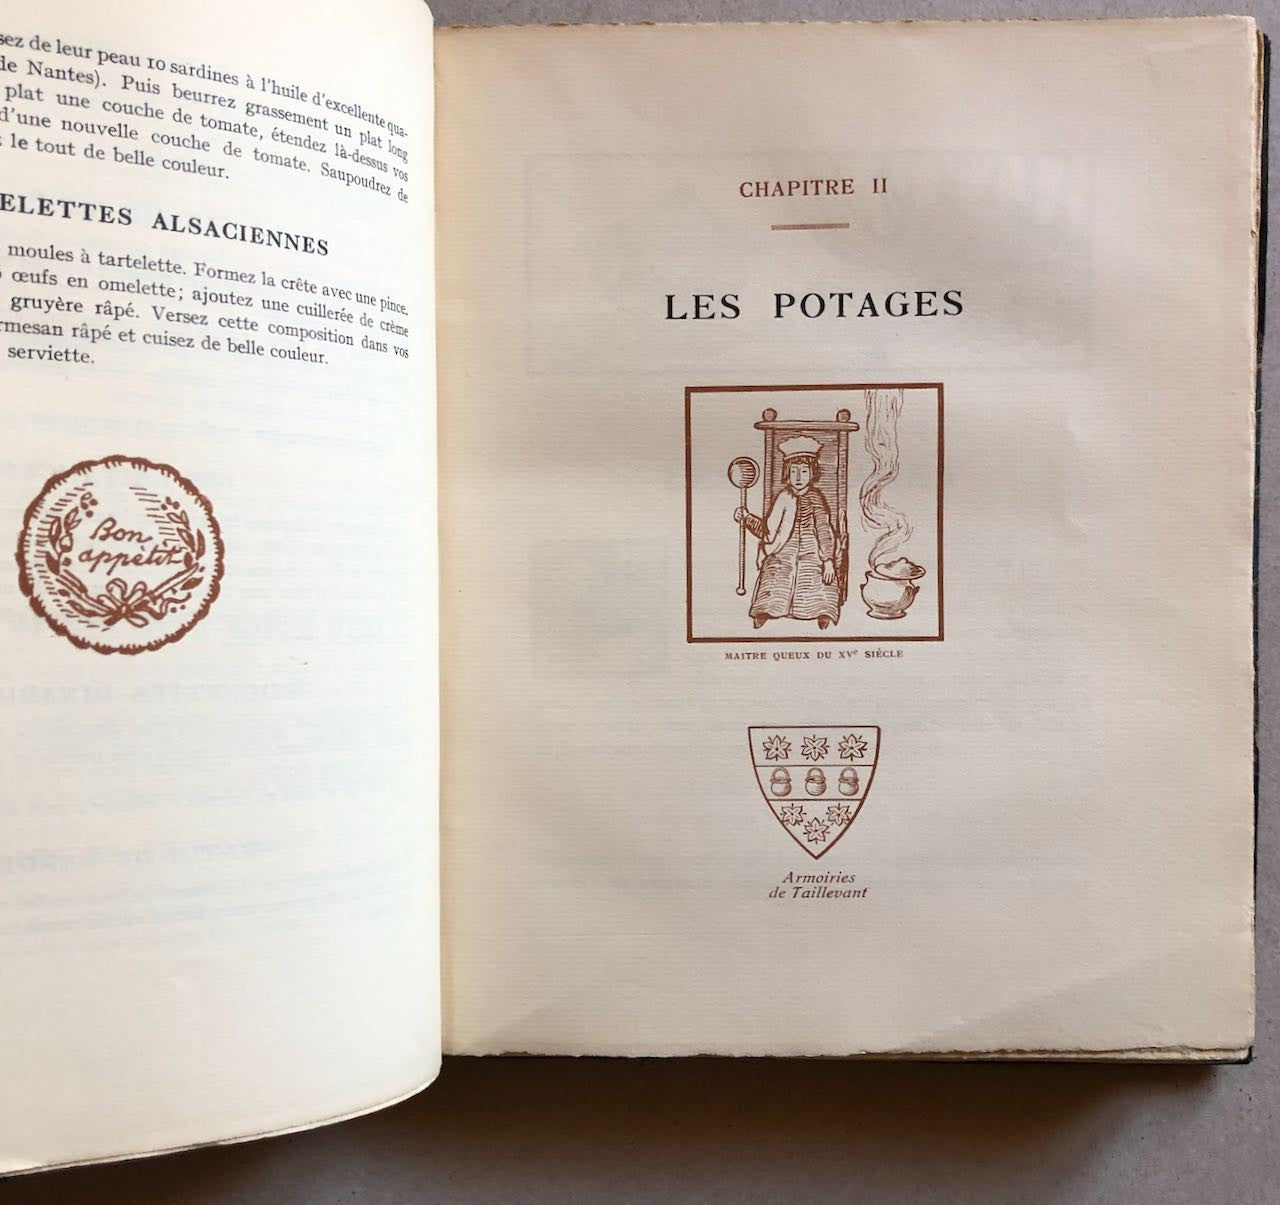 sez de leur peau 10 sardines à l'huile d'excellente qua-
de Nantes). Puis beurrez grassement un plat long
plat une couche de tomate, étendez là-dessus vos
d'une nouvelle couche de tomate. Saupoudrez de
le tout de belle couleur.
ELETTES ALSACIENNES
moules à tartelette. Formez la crête avec une pince.
œufs en omelette; ajoutez une cuillerée de crème
gruyère râpé. Versez cette composition dans vos
rmesan râpé et cuisez de belle couleur.
serviette.
Bon
appétit
CHAPITRE II
LES POTAGES
MAITRE QUEUX DU XVe SIÈCLE
Armoiries
de Taillevant